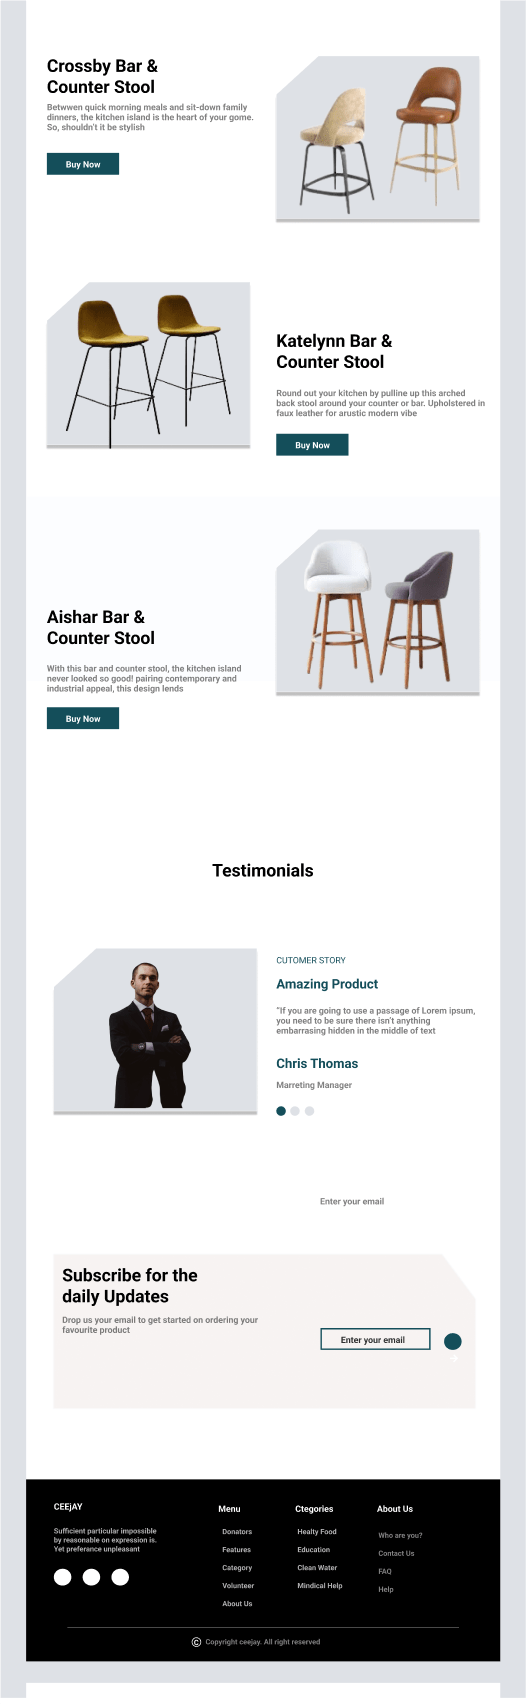 Crossby Bar &
Counter Stool
Betwwen quick morning meals and sit-down family
dinners, the kitchen island is the heart of your gome.
So, shouldn't it be stylish
Buy Now
Katelynn Bar &
Counter Stool
Round out your kitchen by pulline up this arched
back stool around your counter or bar. Upholstered in
faux leather for arustic modern vibe
Buy Now
Aishar Bar &
Counter Stool
With this bar and counter stool, the kitchen island
never looked so good! pairing contemporary and
industrial appeal, this design lends
Buy Now
Testimonials
CUTOMER STORY
Amazing Product
"If you are going to use a passage of Lorem ipsum,
you need to be sure there isn't anything
embarrasing hidden in the middle of text
Chris Thomas
Marreting Manager
Enter your email
Subscribe for the
daily Updates
Drop us your email to get started on ordering your
favourite product
Enter your email
CEEjAY
Sufficient particular impossible
by reasonable on expression is.
Yet preferance unpleasant
Menu
Donators
Features
Category
Volunteer
About Us
Ctegories
Healty Food
Education
Clean Water
Mindical Help
About Us
Who are you?
Contact Us
FAQ
Help
© Copyright ceejay. All right reserved